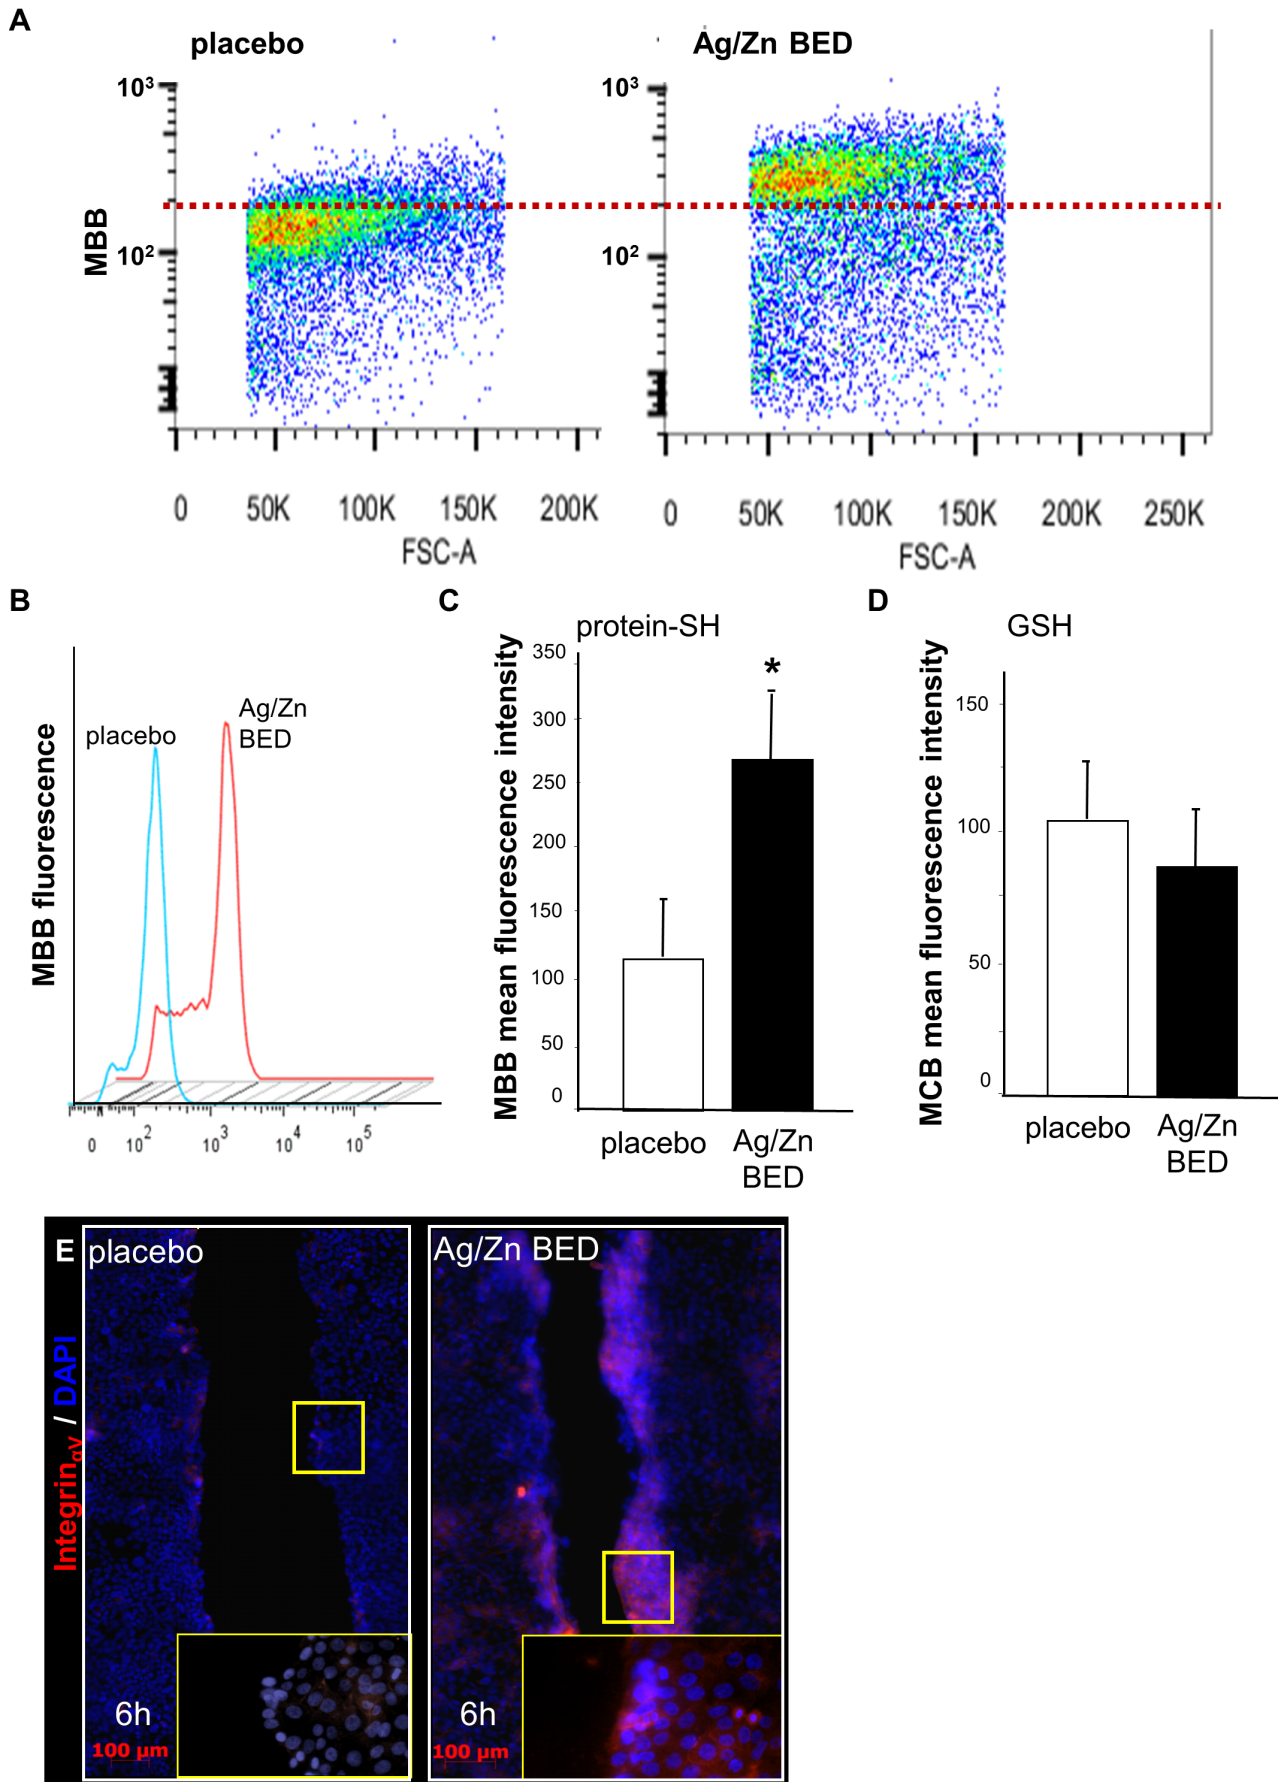 A
placebo
Ag/Zn BED
10³
10³
MBB
10²
10²
0 50K 100K 150K 200K
0 50K 100K 150K 200K 250K
FSC-A
FSC-A
B
MBB fluorescence
placebo
Ag/Zn
BED
0 10² 10³ 10⁴ 10⁵
C
protein-SH
MBB mean fluorescence intensity
350
300
250
200
150
100
50
0
*
placebo
Ag/Zn
BED
D
GSH
MCB mean fluorescence intensity
150
100
50
0
placebo
Ag/Zn
BED
E
Integrinαv / DAPI
placebo
6h
100 μm
Ag/Zn BED
6h
100 μm